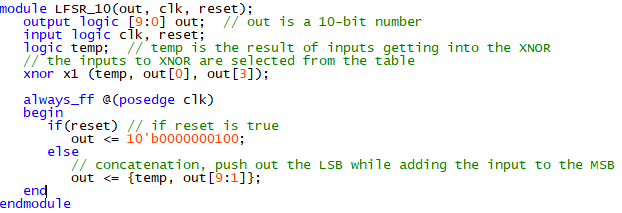 module LFSR_10(out, clk, reset);
output logic [9:0] out; // out is a 10-bit number
input logic clk, reset;
logic temp; // temp is the result of inputs getting into the XNOR
// the inputs to XNOR are selected from the table
xnor x1 (temp, out[0], out[3]);
always_ff @(posedge clk)
begin
if(reset) // if reset is true
out <= 10'b0000000100;
else
// concatenation, push out the LSB while adding the input to the MSB
out <= {temp, out[9:1]};
end
endmodule